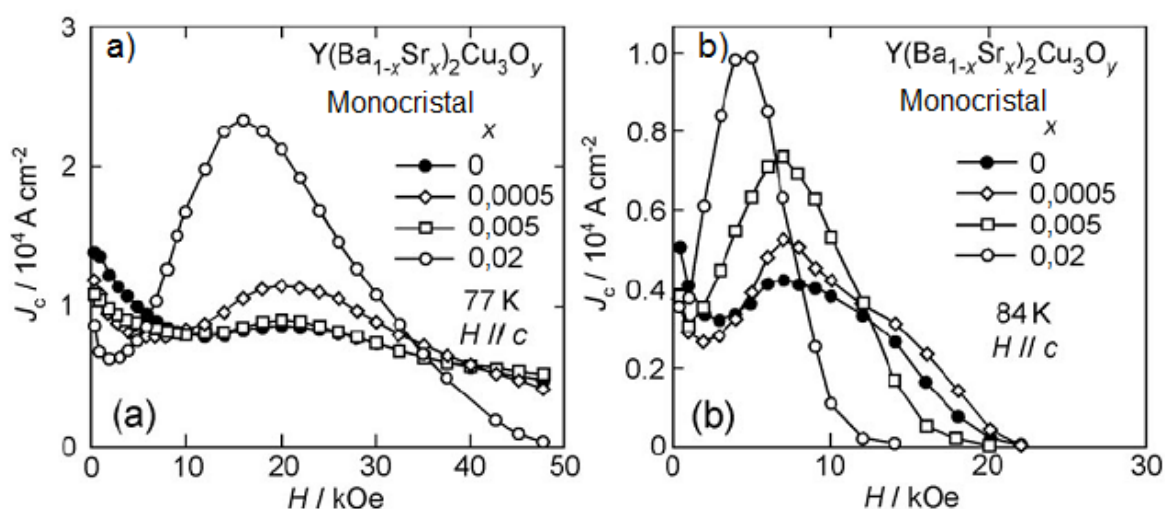 a)
Y(Ba1-xSrx)2Cu3Oy
Monocristal
x
0
0,0005
0,005
0,02
77 K
H // c
(a)
Jc / 10⁴ A cm⁻²
3
2
1
0
0 10 20 30 40 50
H / kOe
b)
Y(Ba1-xSrx)2Cu3Oy
Monocristal
x
0
0,0005
0,005
0,02
84 K
H // c
(b)
Jc / 10⁴ A cm⁻²
1.0
0.8
0.6
0.4
0.2
0
0 10 20 30
H / kOe